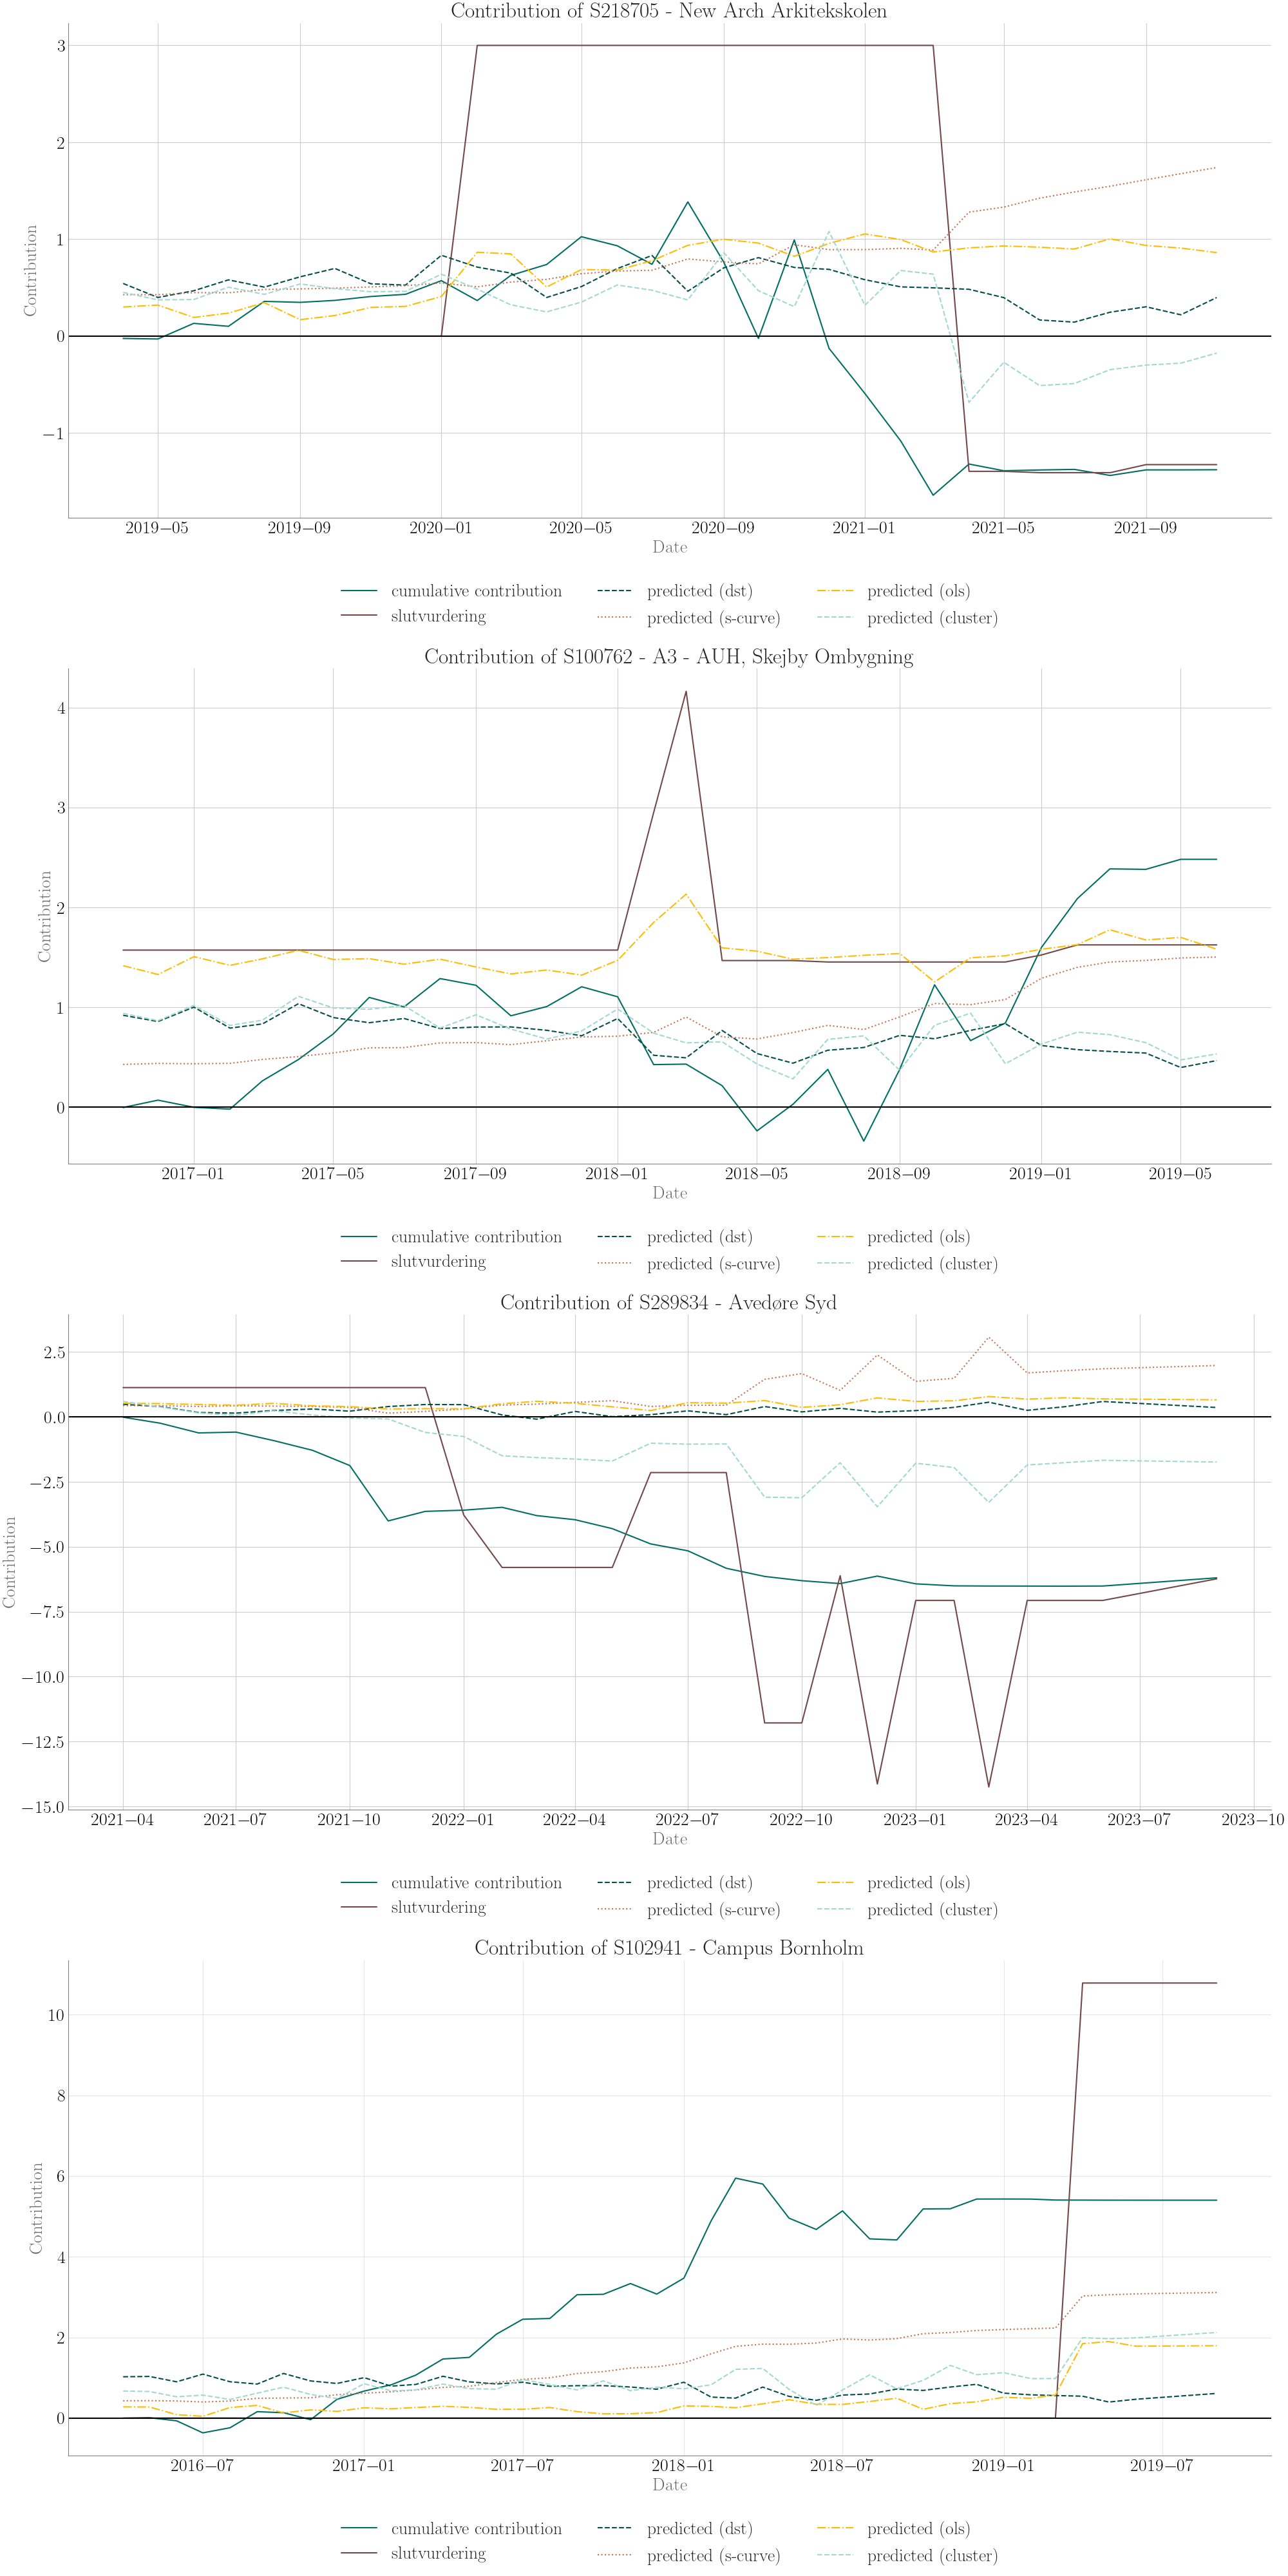 Contribution of S218705 - New Arch Arkitekskolen
3
2
1
0
−1
Contribution
2019−05 2019−09 2020−01 2020−05 2020−09 2021−01 2021−05 2021−09
Date
cumulative contribution predicted (dst) predicted (ols)
slutvurdering predicted (s-curve) predicted (cluster)
Contribution of S100762 - A3 - AUH, Skejby Ombygning
4
3
2
1
0
Contribution
2017−01 2017−05 2017−09 2018−01 2018−05 2018−09 2019−01 2019−05
Date
cumulative contribution predicted (dst) predicted (ols)
slutvurdering predicted (s-curve) predicted (cluster)
Contribution of S289834 - Avedøre Syd
2.5
0.0
−2.5
−5.0
−7.5
−10.0
−12.5
−15.0
Contribution
2021−04 2021−07 2021−10 2022−01 2022−04 2022−07 2022−10 2023−01 2023−04 2023−07 2023−10
Date
cumulative contribution predicted (dst) predicted (ols)
slutvurdering predicted (s-curve) predicted (cluster)
Contribution of S102941 - Campus Bornholm
10
8
6
4
2
0
Contribution
2016−07 2017−01 2017−07 2018−01 2018−07 2019−01 2019−07
Date
cumulative contribution predicted (dst) predicted (ols)
slutvurdering predicted (s-curve) predicted (cluster)